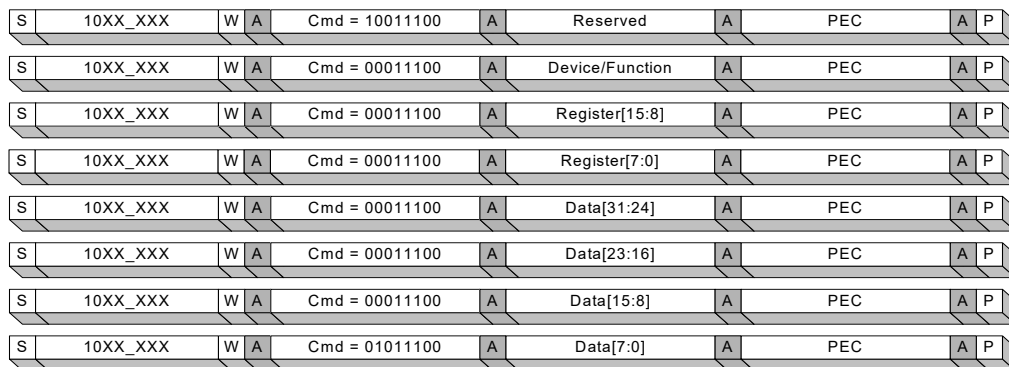 S 10XX_XXX W A Cmd = 10011100 A Reserved A PEC A P
S 10XX_XXX W A Cmd = 00011100 A Device/Function A PEC A P
S 10XX_XXX W A Cmd = 00011100 A Register[15:8] A PEC A P
S 10XX_XXX W A Cmd = 00011100 A Register[7:0] A PEC A P
S 10XX_XXX W A Cmd = 00011100 A Data[31:24] A PEC A P
S 10XX_XXX W A Cmd = 00011100 A Data[23:16] A PEC A P
S 10XX_XXX W A Cmd = 00011100 A Data[15:8] A PEC A P
S 10XX_XXX W A Cmd = 01011100 A Data[7:0] A PEC A P